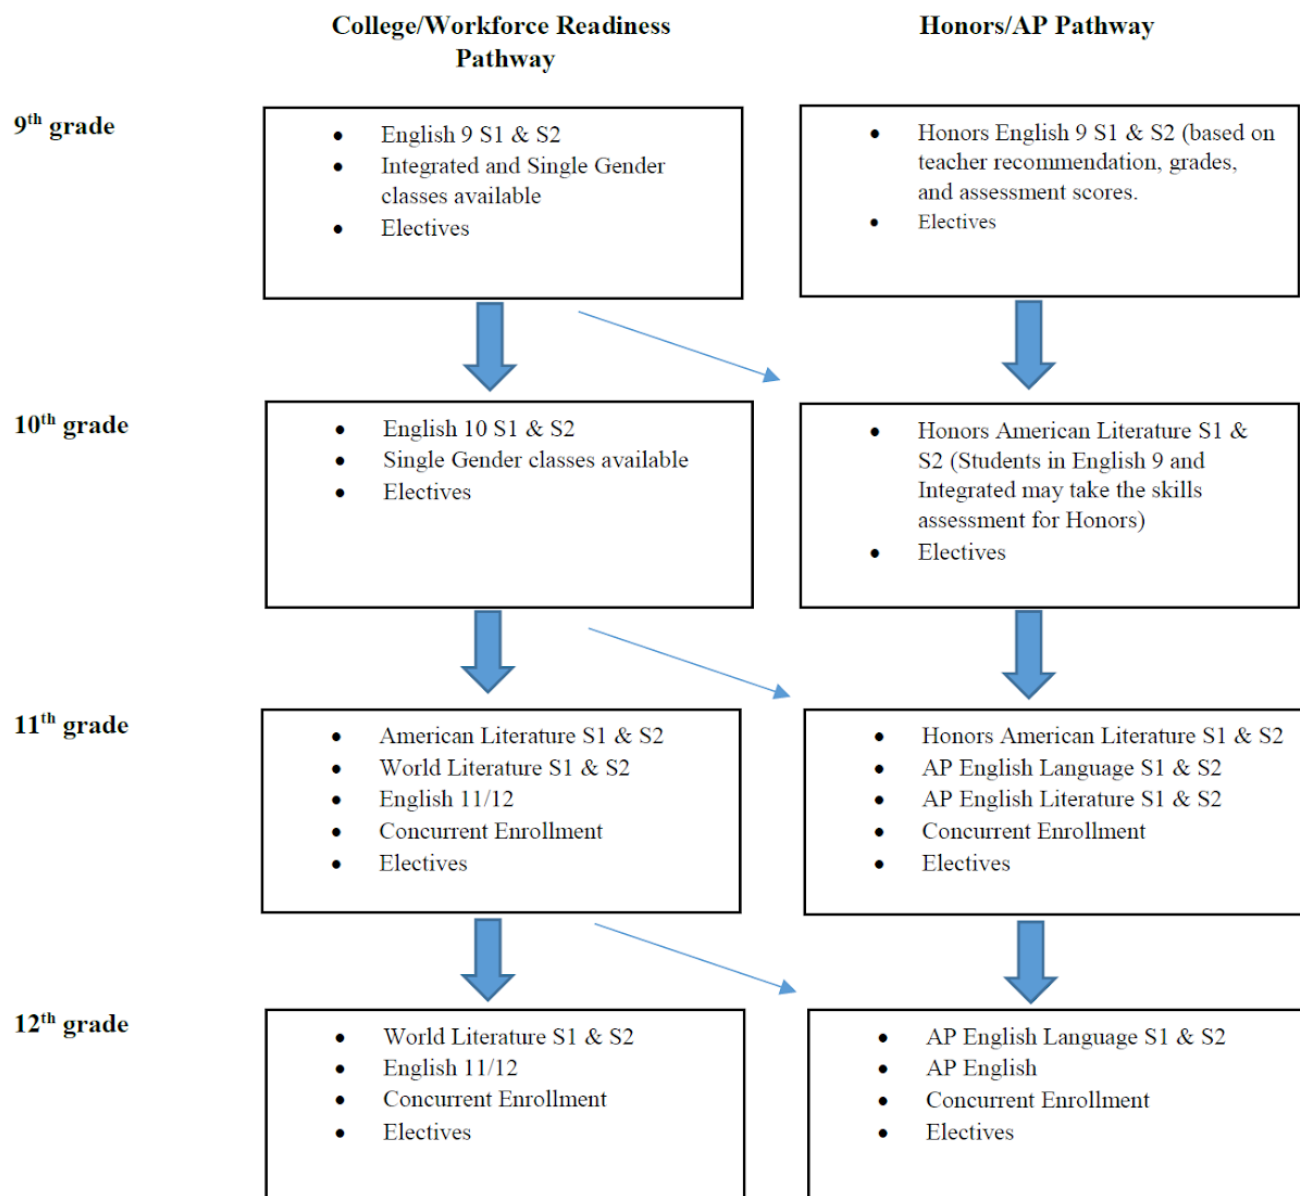 College/Workforce Readiness
Pathway
Honors/AP Pathway
9th grade
• English 9 S1 & S2
• Integrated and Single Gender
classes available
• Electives
• Honors English 9 S1 & S2 (based on
teacher recommendation, grades,
and assessment scores.
• Electives
10th grade
• English 10 S1 & S2
• Single Gender classes available
• Electives
• Honors American Literature S1 &
S2 (Students in English 9 and
Integrated may take the skills
assessment for Honors)
• Electives
11th grade
• American Literature S1 & S2
• World Literature S1 & S2
• English 11/12
• Concurrent Enrollment
• Electives
• Honors American Literature S1 & S2
• AP English Language S1 & S2
• AP English Literature S1 & S2
• Concurrent Enrollment
• Electives
12th grade
• World Literature S1 & S2
• English 11/12
• Concurrent Enrollment
• Electives
• AP English Language S1 & S2
• AP English
• Concurrent Enrollment
• Electives